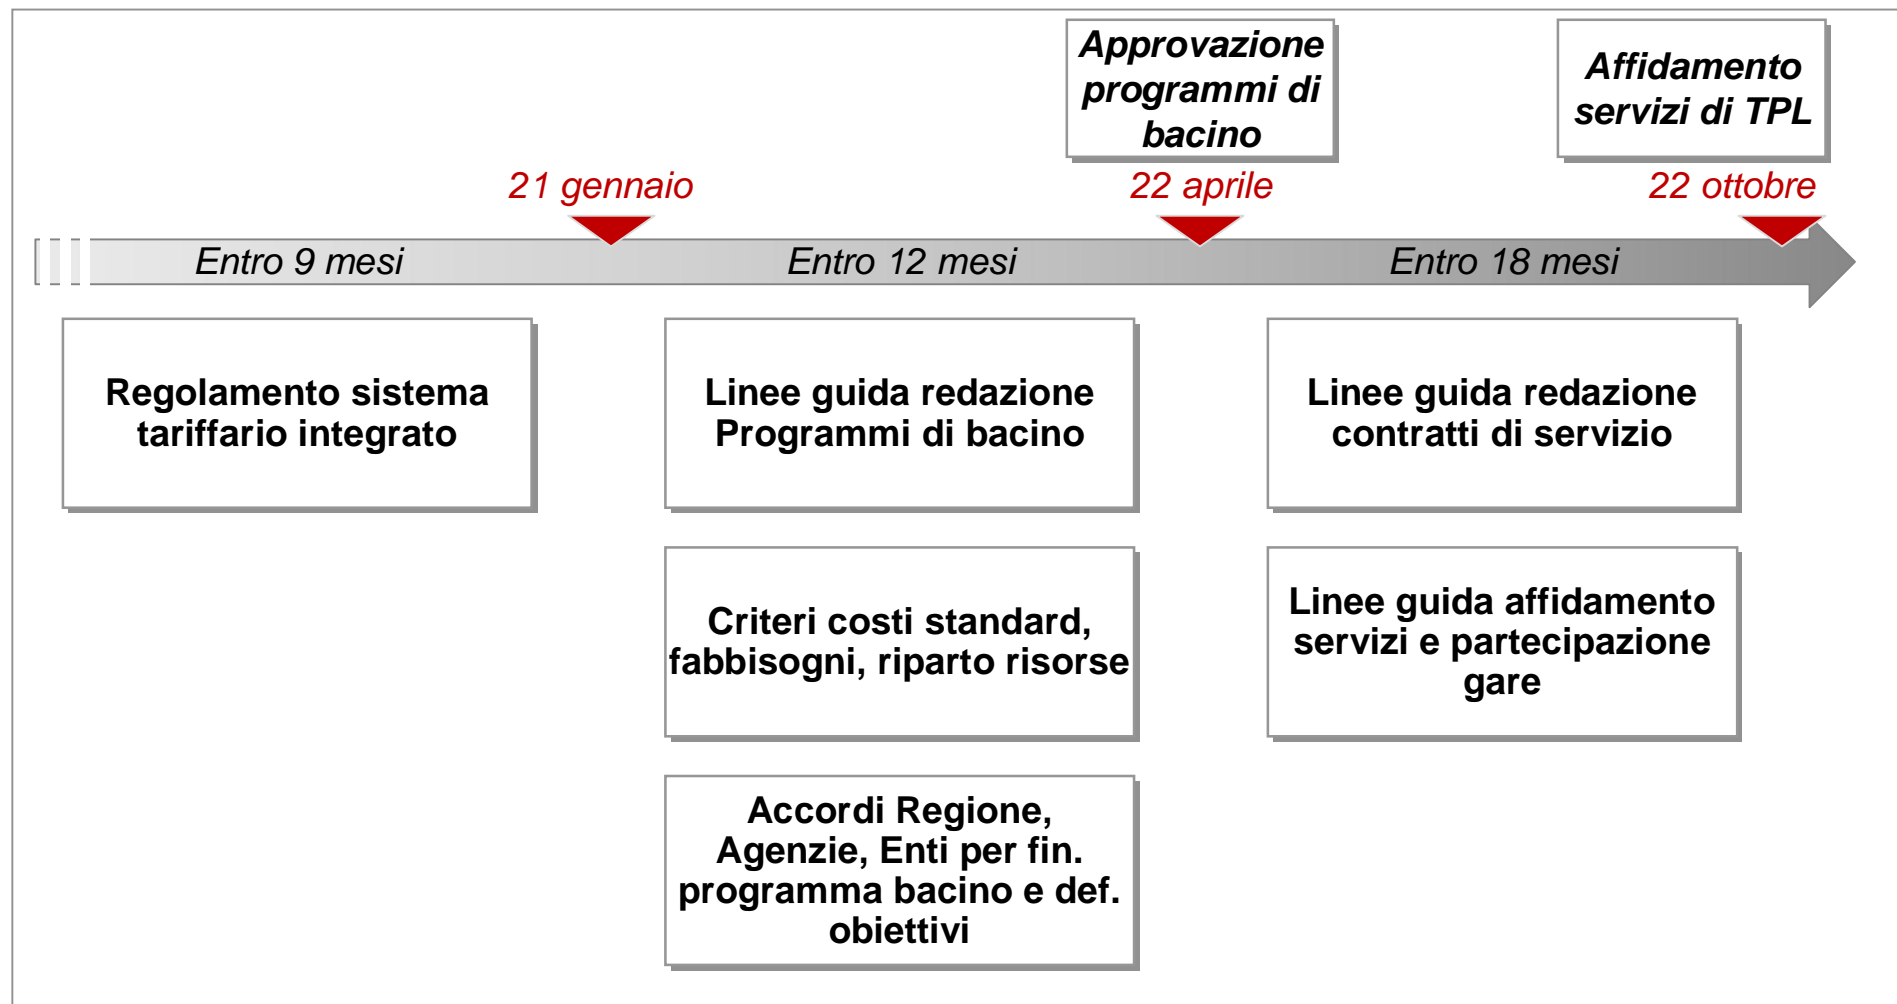 Approvazione
programmi di
bacino
Affidamento
servizi di TPL
21 gennaio
22 aprile
22 ottobre
Entro 9 mesi
Entro 12 mesi
Entro 18 mesi
Regolamento sistema
tariffario integrato
Linee guida redazione
Programmi di bacino
Linee guida redazione
contratti di servizio
Criteri costi standard,
fabbisogni, riparto risorse
Linee guida affidamento
servizi e partecipazione
gare
Accordi Regione,
Agenzie, Enti per fin.
programma bacino e def.
obiettivi